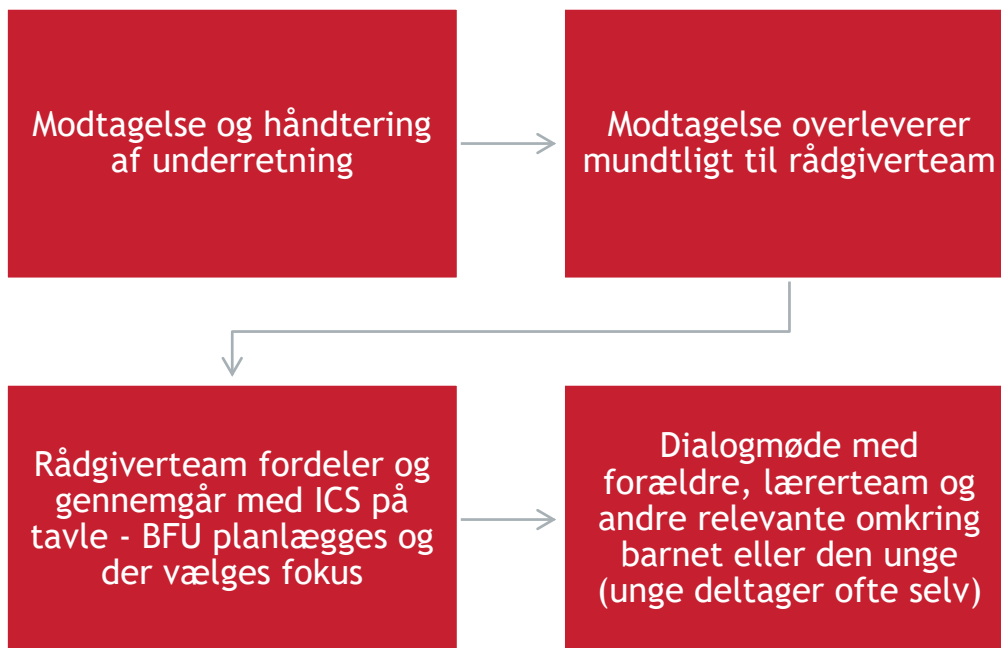 Modtagelse og håndtering
af underretning
Modtagelse overleverer
mundtligt til rådgiverteam
Rådgiverteam fordeler og
gennemgår med ICS på
tavle - BFU planlægges og
der vælges fokus
Dialogmøde med
forældre, lærerteam og
andre relevante omkring
barnet eller den unge
(unge deltager ofte selv)